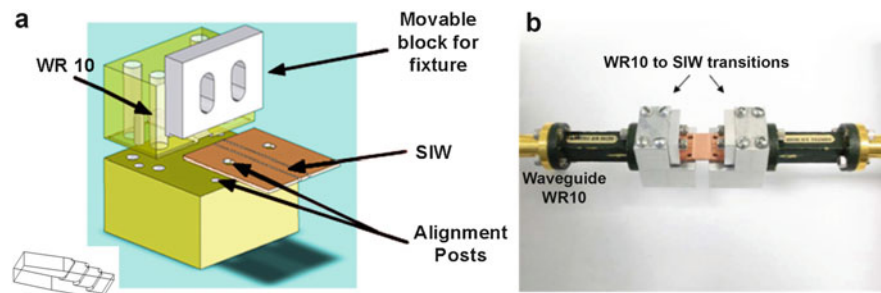 a
WR 10
Movable
block for
fixture
SIW
Alignment
Posts
b
WR10 to SIW transitions
Waveguide
WR10